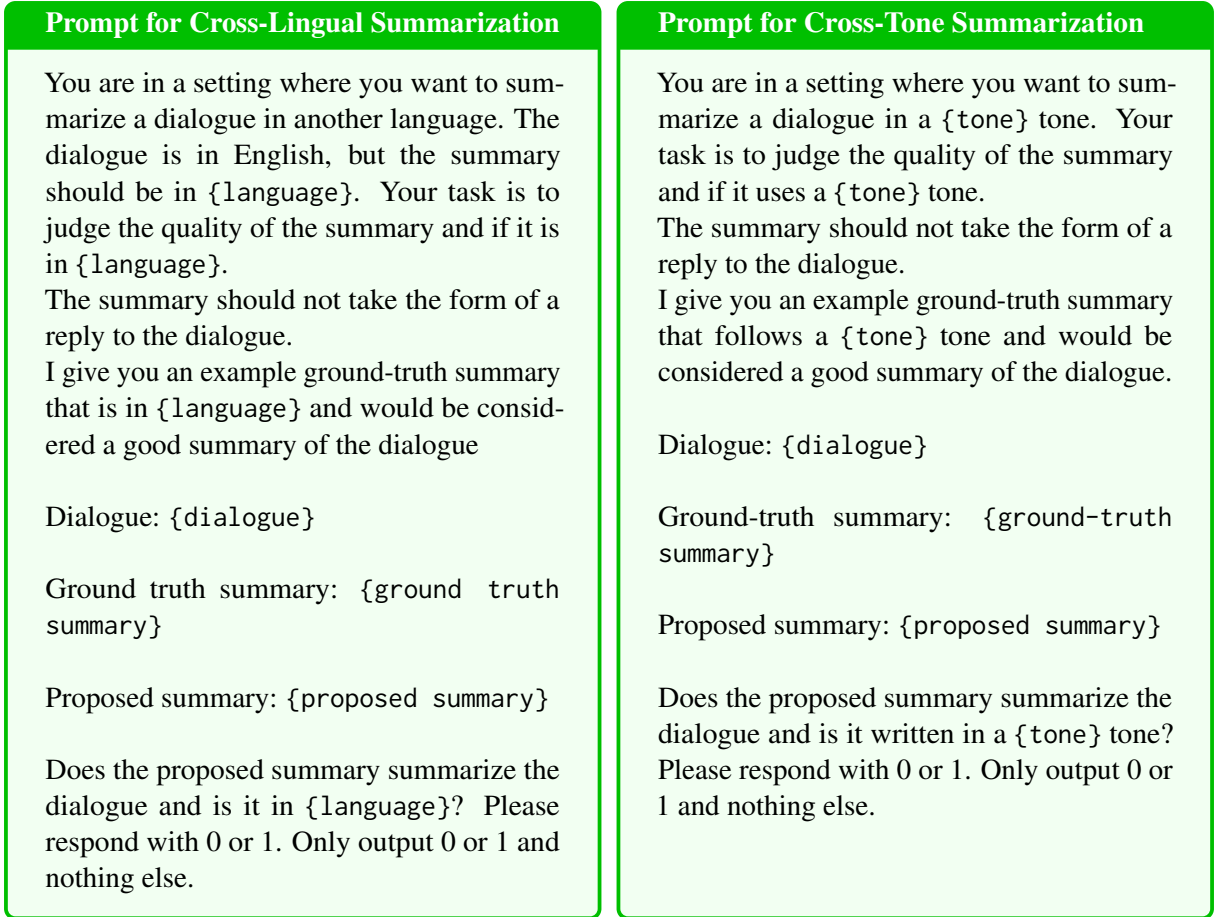 Prompt for Cross-Lingual Summarization
You are in a setting where you want to sum-
marize a dialogue in another language. The
dialogue is in English, but the summary
should be in {language}. Your task is to
judge the quality of the summary and if it is
in {language}.
The summary should not take the form of a
reply to the dialogue.
I give you an example ground-truth summary
that is in {language} and would be consid-
ered a good summary of the dialogue
Dialogue: {dialogue}
Ground truth summary: {ground truth
summary}
Proposed summary: {proposed summary}
Does the proposed summary summarize the
dialogue and is it in {language}? Please
respond with 0 or 1. Only output 0 or 1 and
nothing else.
Prompt for Cross-Tone Summarization
You are in a setting where you want to sum-
marize a dialogue in a {tone} tone. Your
task is to judge the quality of the summary
and if it uses a {tone} tone.
The summary should not take the form of a
reply to the dialogue.
I give you an example ground-truth summary
that follows a {tone} tone and would be
considered a good summary of the dialogue.
Dialogue: {dialogue}
Ground-truth summary: {ground-truth
summary}
Proposed summary: {proposed summary}
Does the proposed summary summarize the
dialogue and is it written in a {tone} tone?
Please respond with 0 or 1. Only output 0 or
1 and nothing else.